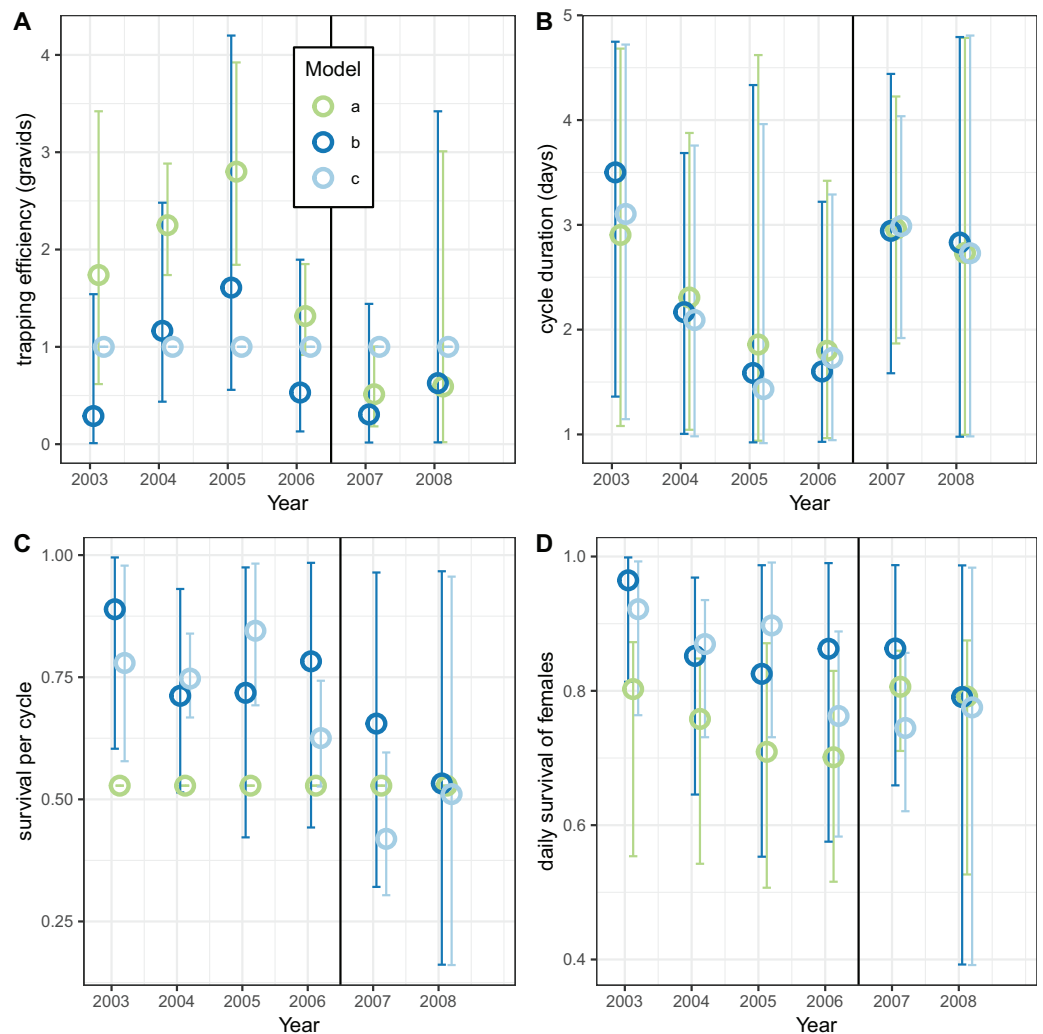 A
trapping efficiency (gravids)
4
3
2
1
0
2003 2004 2005 2006 2007 2008
Year
Model
a
b
c
B
cycle duration (days)
5
4
3
2
1
2003 2004 2005 2006 2007 2008
Year
C
survival per cycle
1.00
0.75
0.50
0.25
2003 2004 2005 2006 2007 2008
Year
D
daily survival of females
1.0
0.8
0.6
0.4
2003 2004 2005 2006 2007 2008
Year